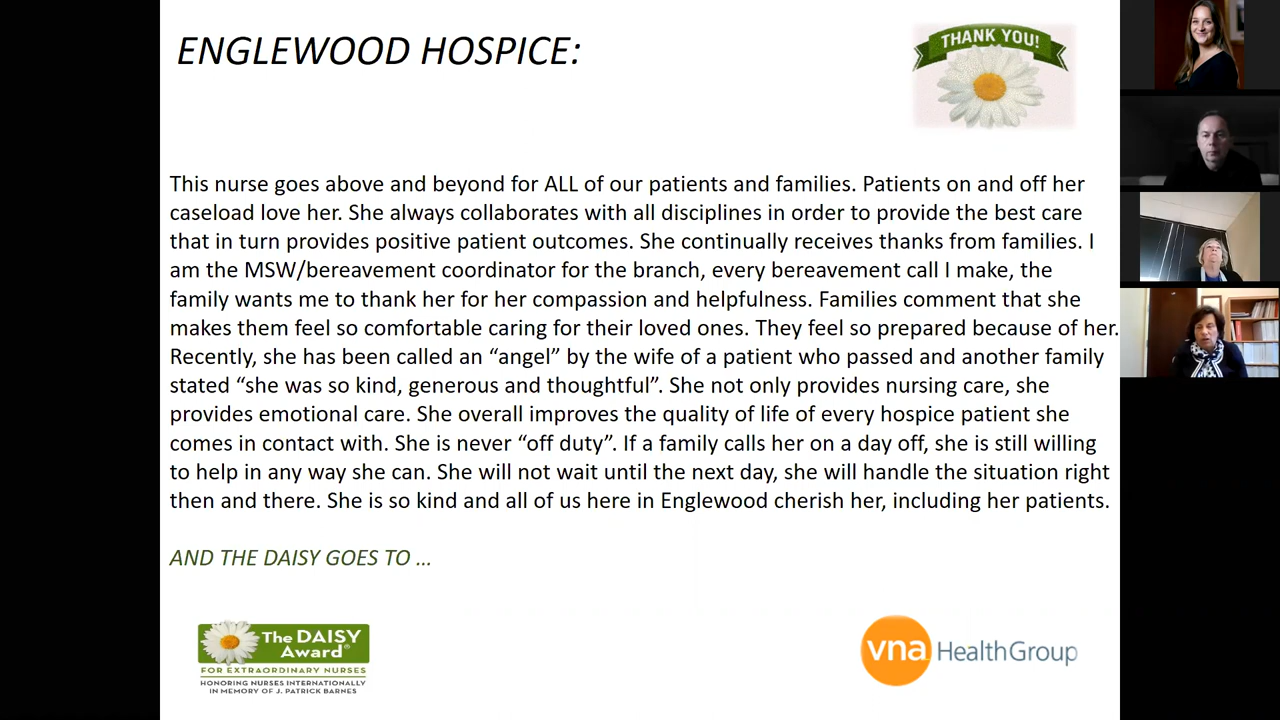 ENGLEWOOD HOSPICE:
THANK YOU!
This nurse goes above and beyond for ALL of our patients and families. Patients on and off her
caseload love her. She always collaborates with all disciplines in order to provide the best care
that in turn provides positive patient outcomes. She continually receives thanks from families. I
am the MSW/bereavement coordinator for the branch, every bereavement call I make, the
family wants me to thank her for her compassion and helpfulness. Families comment that she
makes them feel so comfortable caring for their loved ones. They feel so prepared because of her.
Recently, she has been called an “angel” by the wife of a patient who passed and another family
stated “she was so kind, generous and thoughtful”. She not only provides nursing care, she
provides emotional care. She overall improves the quality of life of every hospice patient she
comes in contact with. She is never “off duty”. If a family calls her on a day off, she is still willing
to help in any way she can. She will not wait until the next day, she will handle the situation right
then and there. She is so kind and all of us here in Englewood cherish her, including her patients.
AND THE DAISY GOES TO …
The DAISY
Award®
FOR EXTRAORDINARY NURSES
HONORING NURSES INTERNATIONALLY
IN MEMORY OF J. PATRICK BARNES
vna HealthGroup